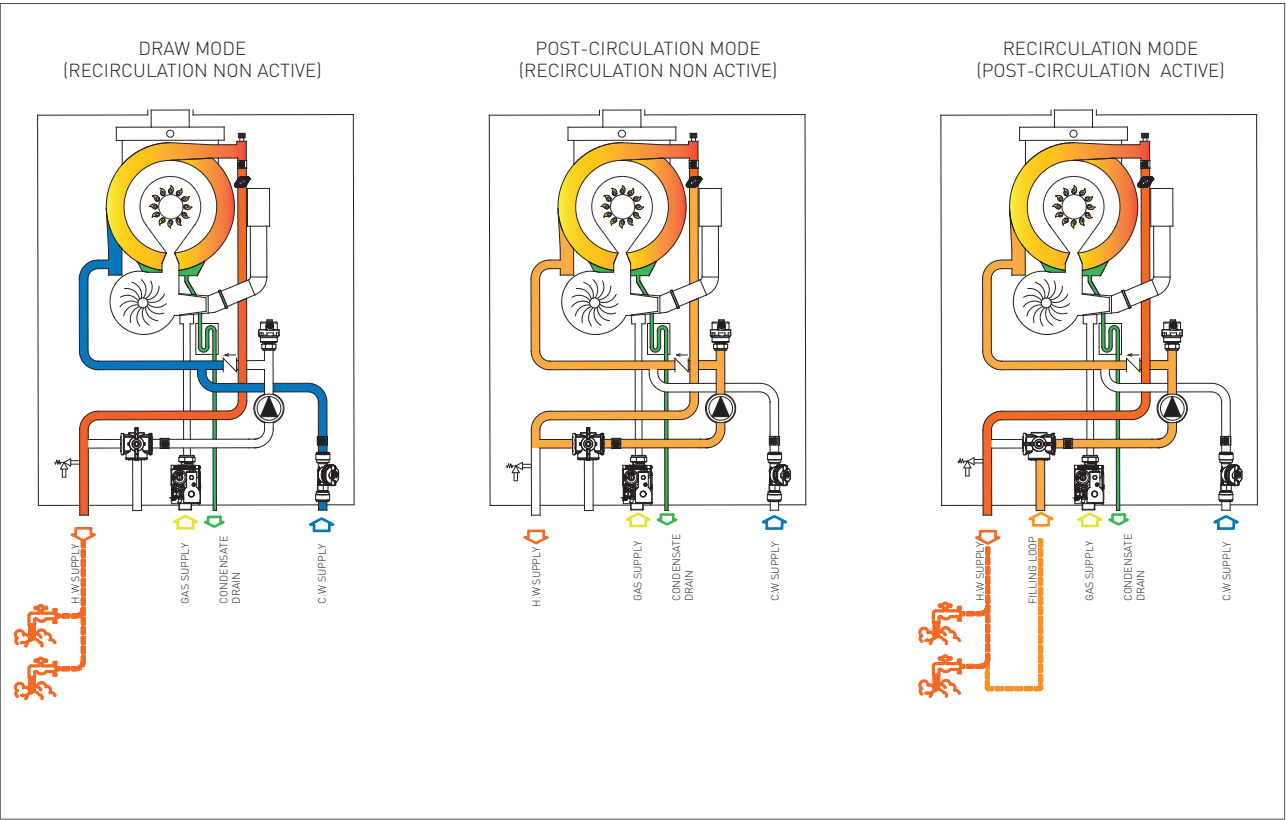 DRAW MODE
(RECIRCULATION NON ACTIVE)
POST-CIRCULATION MODE
(RECIRCULATION NON ACTIVE)
RECIRCULATION MODE
(POST-CIRCULATION ACTIVE)
H.W SUPPLY
GAS SUPPLY
CONDENSATE
DRAIN
C.W SUPPLY
H.W SUPPLY
GAS SUPPLY
CONDENSATE
DRAIN
C.W SUPPLY
H.W SUPPLY
FILLING LOOP
GAS SUPPLY
CONDENSATE
DRAIN
C.W SUPPLY